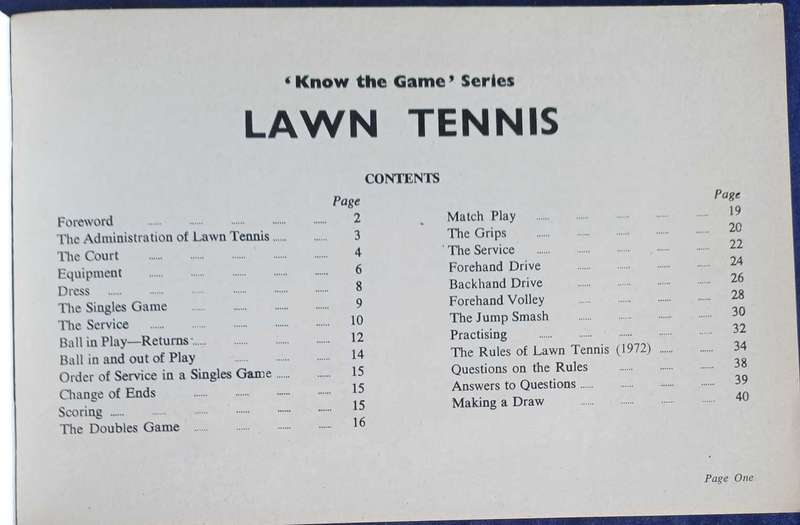 ‘Know the Game’ Series
LAWN TENNIS
CONTENTS
Page
Foreword ...... ...... ...... ...... ...... 2
The Administration of Lawn Tennis ...... ...... 3
The Court ...... ...... ...... ...... ...... 4
Equipment ...... ...... ...... ...... ...... 6
Dress ...... ...... ...... ...... ...... ...... 8
The Singles Game ...... ...... ...... ...... 9
The Service ...... ...... ...... ...... ...... 10
Ball in Play—Returns ...... ...... ...... ...... 12
Ball in and out of Play ...... ...... ...... 14
Order of Service in a Singles Game ...... ...... 15
Change of Ends ...... ...... ...... ...... 15
Scoring ...... ...... ...... ...... ...... ...... 15
The Doubles Game ...... ...... ...... ...... 16
Page
Match Play ...... ...... ...... ...... ...... 19
The Grips ...... ...... ...... ...... ...... 20
The Service ...... ...... ...... ...... ...... 22
Forehand Drive ...... ...... ...... ...... 24
Backhand Drive ...... ...... ...... ...... 26
Forehand Volley ...... ...... ...... ...... 28
The Jump Smash ...... ...... ...... ...... 30
Practising ...... ...... ...... ...... ...... 32
The Rules of Lawn Tennis (1972) ...... ...... 34
Questions on the Rules ...... ...... ...... 38
Answers to Questions ...... ...... ...... ...... 39
Making a Draw ...... ...... ...... ...... 40
Page One